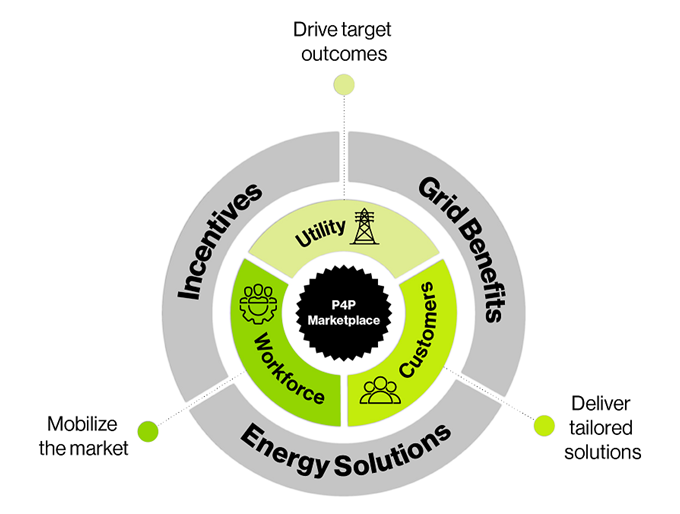 Drive target
outcomes
Incentives
Grid Benefits
Utility
P4P
Marketplace
Workforce
Customers
Energy Solutions
Mobilize
the market
Deliver
tailored
solutions